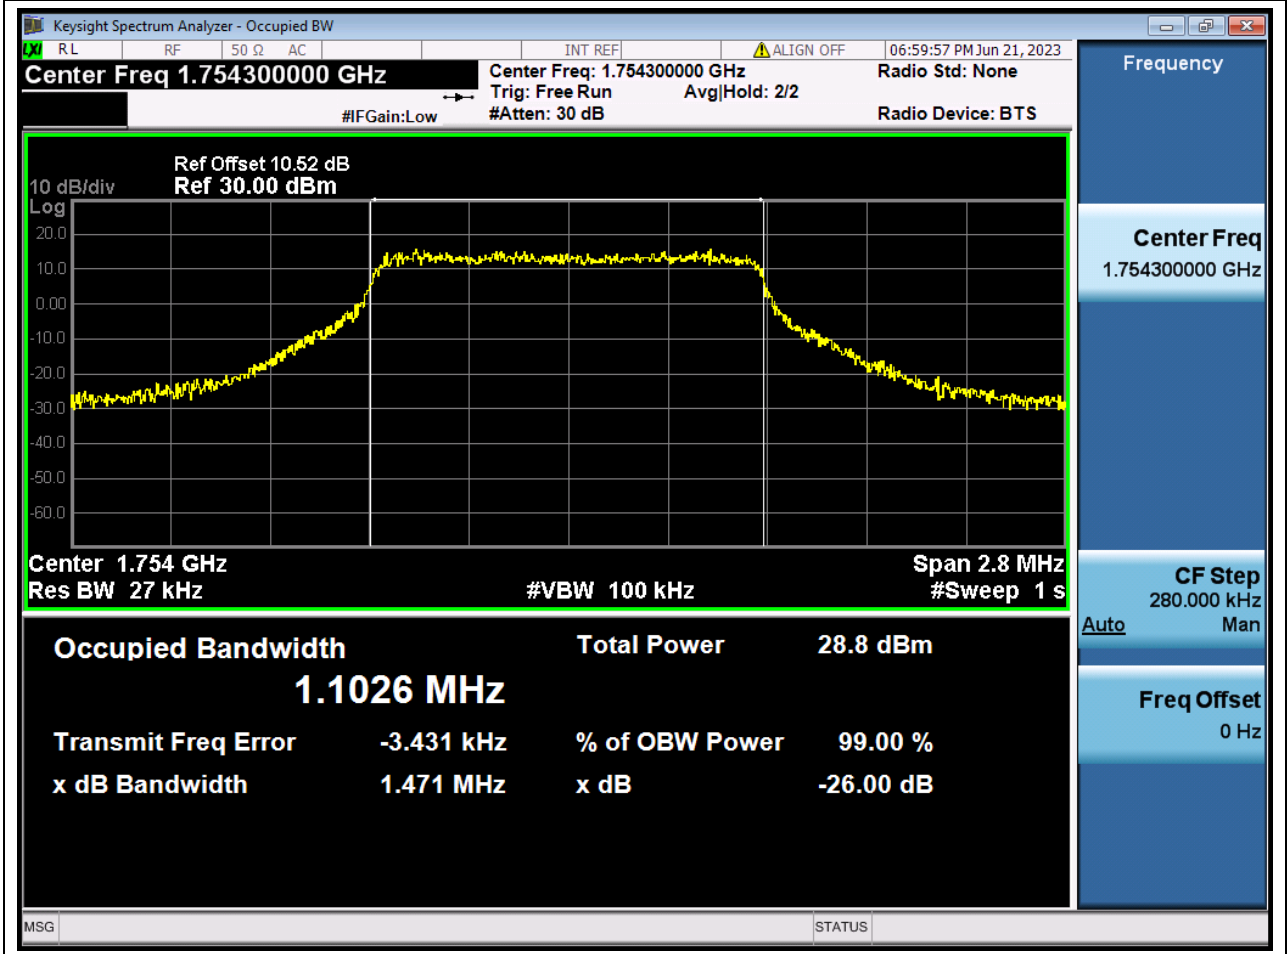 Keysight Spectrum Analyzer - Occupied BW
LXI RL RF 50 Ω AC INT REF ALIGN OFF 06:59:57 PM Jun 21, 2023
Center Freq 1.754300000 GHz
Center Freq: 1.754300000 GHz
Radio Std: None
Trig: Free Run Avg|Hold: 2/2
#IFGain:Low
#Atten: 30 dB
Radio Device: BTS
Ref Offset 10.52 dB
10 dB/div Ref 30.00 dBm
Log
20.0
10.0
0.00
-10.0
-20.0
-30.0
-40.0
-50.0
-60.0
Center 1.754 GHz Span 2.8 MHz
Res BW 27 kHz #VBW 100 kHz #Sweep 1 s
Occupied Bandwidth Total Power 28.8 dBm
1.1026 MHz
Transmit Freq Error -3.431 kHz % of OBW Power 99.00 %
x dB Bandwidth 1.471 MHz x dB -26.00 dB
Frequency
Center Freq
1.754300000 GHz
CF Step
280.000 kHz
Auto Man
Freq Offset
0 Hz
MSG STATUS